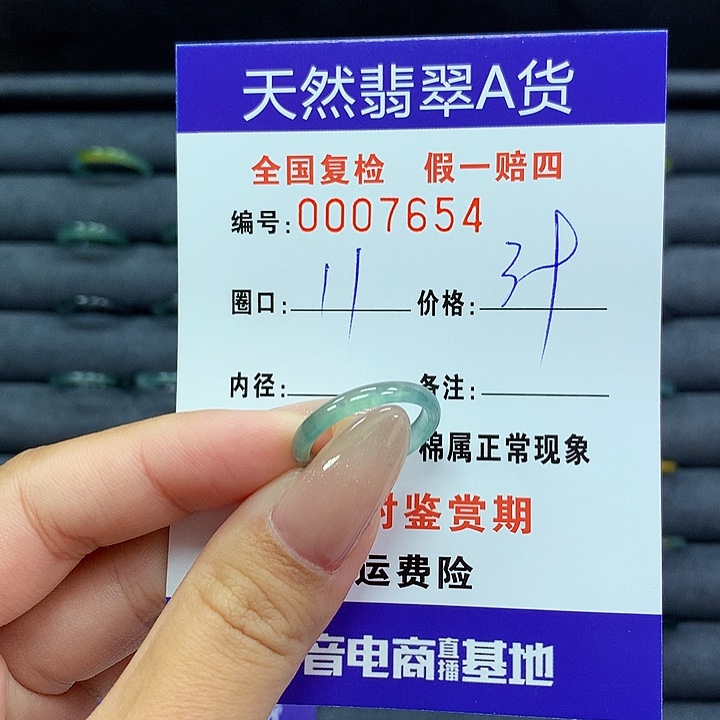 天然翡翠A货
全国复检 假一赔四
编号:0007654
圈口: 11 价格:
内径: 备注:
棉属正常现象
时鉴赏期
运费险
音电商直播基地